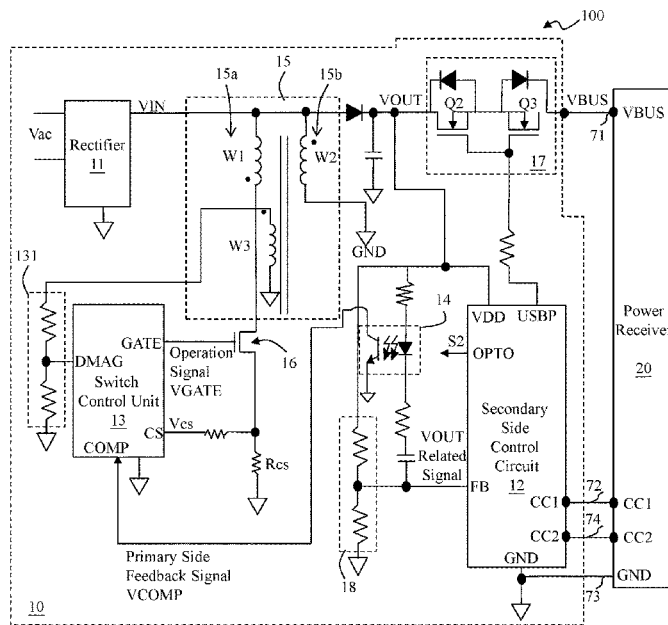 100
15
15a
15b
VIN
VOUT
Q2
Q3
VBUS
VBUS
71
Vac
Rectifier
11
W1
W2
W3
17
GND
131
14
VDD
USBP
Power
Receiver
20
GATE
Operation
Signal
VGATE
16
S2
OPTO
DMAG
Switch
Control Unit
13
Secondary
Side
Control
Circuit
12
CS
Vcs
COMP
VOUT
Related
Signal
Rcs
FB
CC1
72
CC1
CC2
74
CC2
GND
GND
73
Primary Side
Feedback Signal
VCOMP
18
10